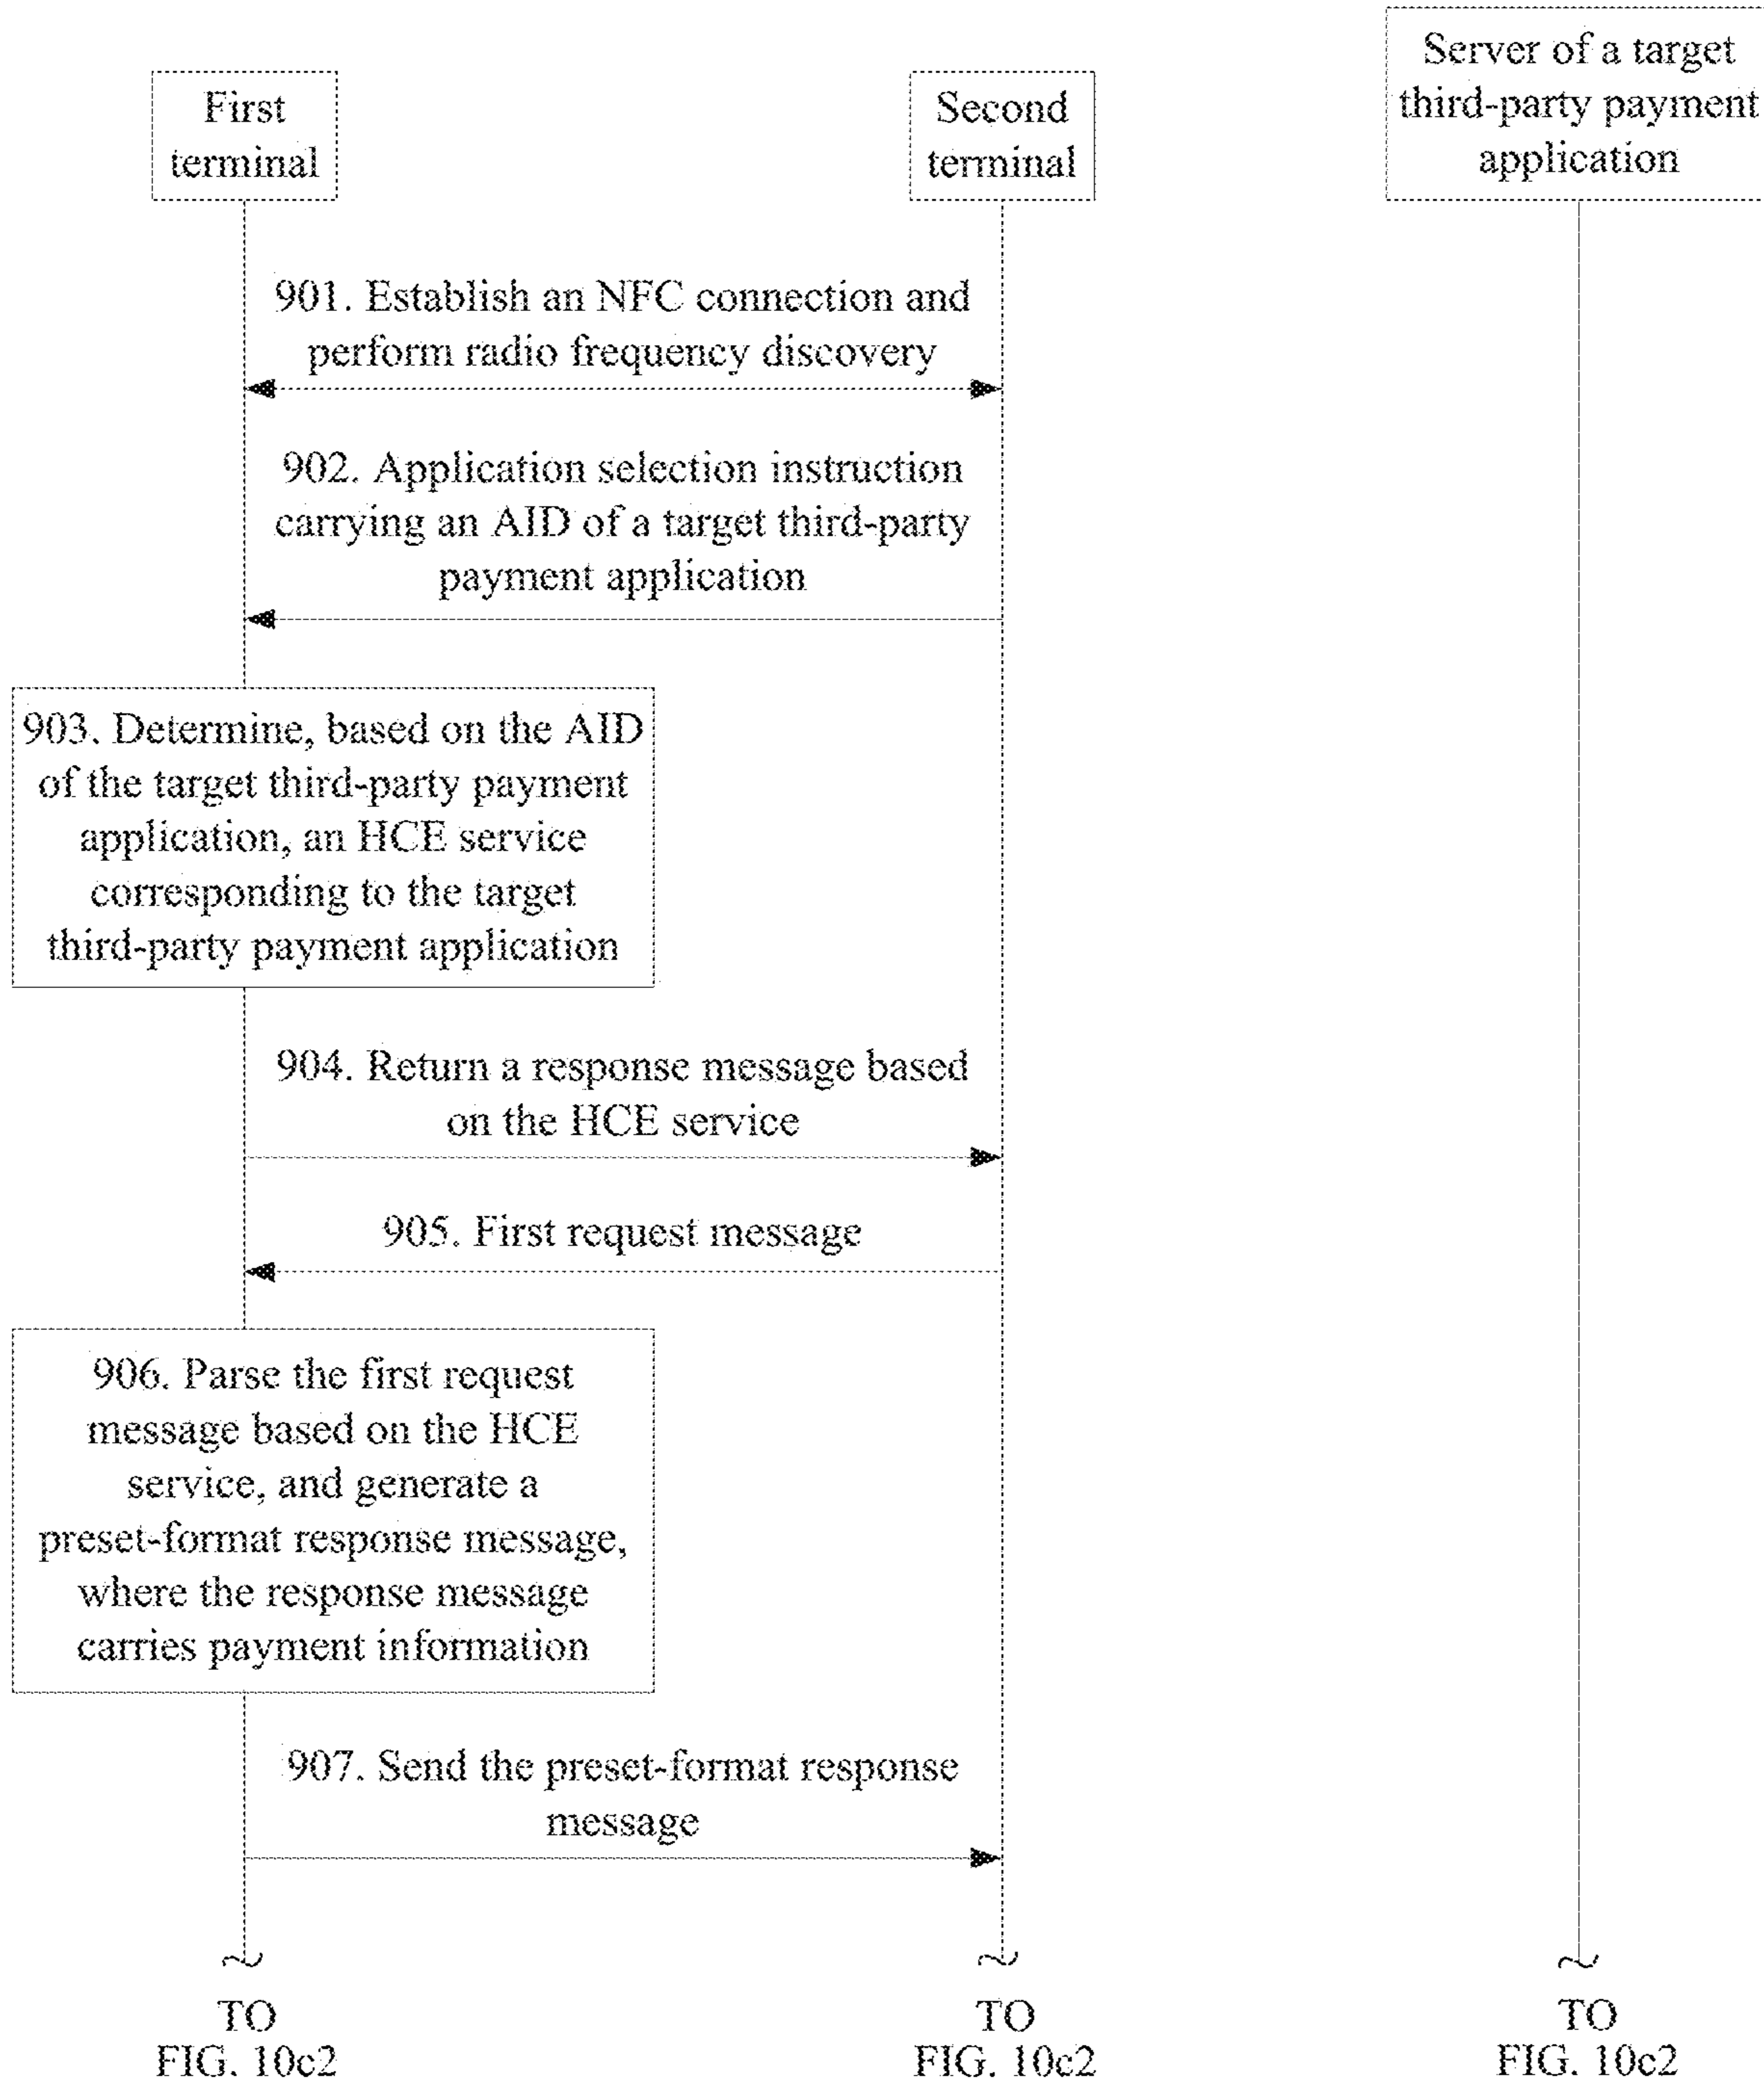 First
terminal
Second
terminal
Server of a target
third-party payment
application
901. Establish an NFC connection and
perform radio frequency discovery
902. Application selection instruction
carrying an AID of a target third-party
payment application
903. Determine, based on the AID
of the target third-party payment
application, an HCE service
corresponding to the target
third-party payment application
904. Return a response message based
on the HCE service
905. First request message
906. Parse the first request
message based on the HCE
service, and generate a
preset-format response message,
where the response message
carries payment information
907. Send the preset-format response
message
TO
FIG. 10c2
TO
FIG. 10c2
TO
FIG. 10c2